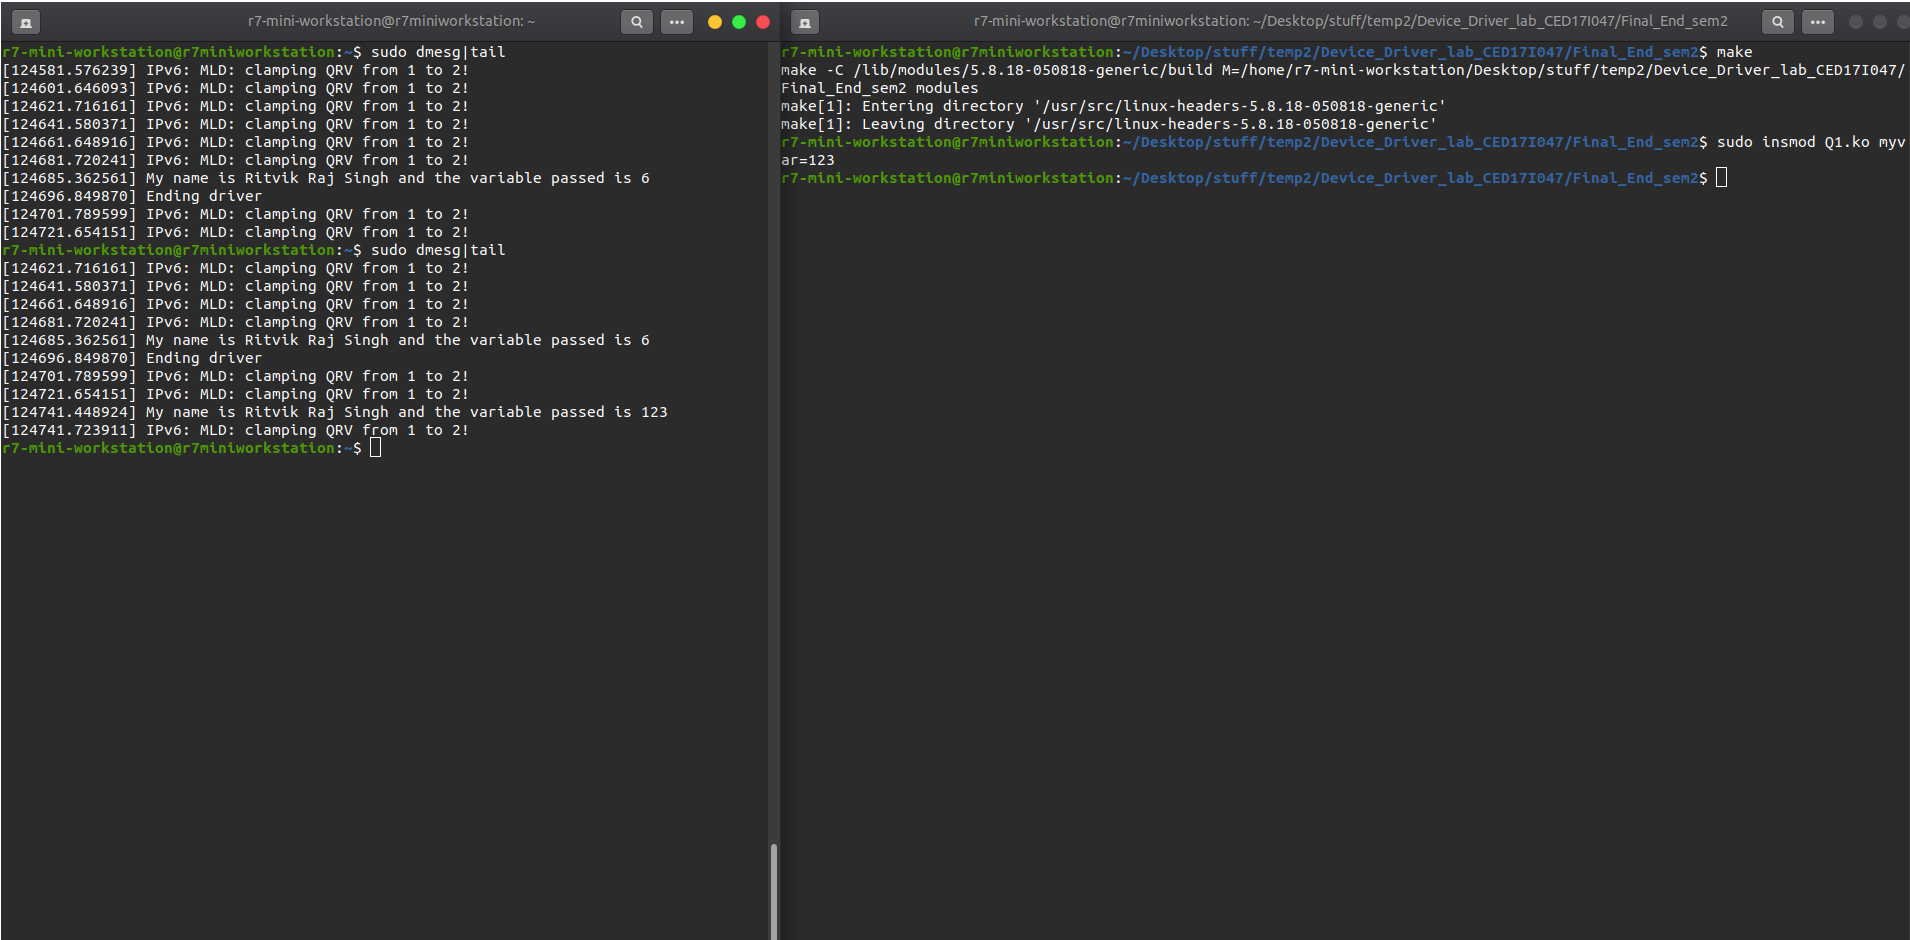 r7-mini-workstation@r7miniworkstation: ~
r7-mini-workstation@r7miniworkstation:~$ sudo dmesg|tail
[124581.576239] IPv6: MLD: clamping QRV from 1 to 2!
[124601.646093] IPv6: MLD: clamping QRV from 1 to 2!
[124621.716161] IPv6: MLD: clamping QRV from 1 to 2!
[124641.580371] IPv6: MLD: clamping QRV from 1 to 2!
[124661.648916] IPv6: MLD: clamping QRV from 1 to 2!
[124681.720241] IPv6: MLD: clamping QRV from 1 to 2!
[124685.362561] My name is Ritvik Raj Singh and the variable passed is 6
[124696.849870] Ending driver
[124701.789599] IPv6: MLD: clamping QRV from 1 to 2!
[124721.654151] IPv6: MLD: clamping QRV from 1 to 2!
r7-mini-workstation@r7miniworkstation:~$ sudo dmesg|tail
[124621.716161] IPv6: MLD: clamping QRV from 1 to 2!
[124641.580371] IPv6: MLD: clamping QRV from 1 to 2!
[124661.648916] IPv6: MLD: clamping QRV from 1 to 2!
[124681.720241] IPv6: MLD: clamping QRV from 1 to 2!
[124685.362561] My name is Ritvik Raj Singh and the variable passed is 6
[124696.849870] Ending driver
[124701.789599] IPv6: MLD: clamping QRV from 1 to 2!
[124721.654151] IPv6: MLD: clamping QRV from 1 to 2!
[124741.448924] My name is Ritvik Raj Singh and the variable passed is 123
[124741.723911] IPv6: MLD: clamping QRV from 1 to 2!
r7-mini-workstation@r7miniworkstation:~$
r7-mini-workstation@r7miniworkstation: ~/Desktop/stuff/temp2/Device_Driver_lab_CED17I047/Final_End_sem2
r7-mini-workstation@r7miniworkstation:~/Desktop/stuff/temp2/Device_Driver_lab_CED17I047/Final_End_sem2$ make
make -C /lib/modules/5.8.18-050818-generic/build M=/home/r7-mini-workstation/Desktop/stuff/temp2/Device_Driver_lab_CED17I047/
Final_End_sem2 modules
make[1]: Entering directory '/usr/src/linux-headers-5.8.18-050818-generic'
make[1]: Leaving directory '/usr/src/linux-headers-5.8.18-050818-generic'
r7-mini-workstation@r7miniworkstation:~/Desktop/stuff/temp2/Device_Driver_lab_CED17I047/Final_End_sem2$ sudo insmod Q1.ko myv
ar=123
r7-mini-workstation@r7miniworkstation:~/Desktop/stuff/temp2/Device_Driver_lab_CED17I047/Final_End_sem2$